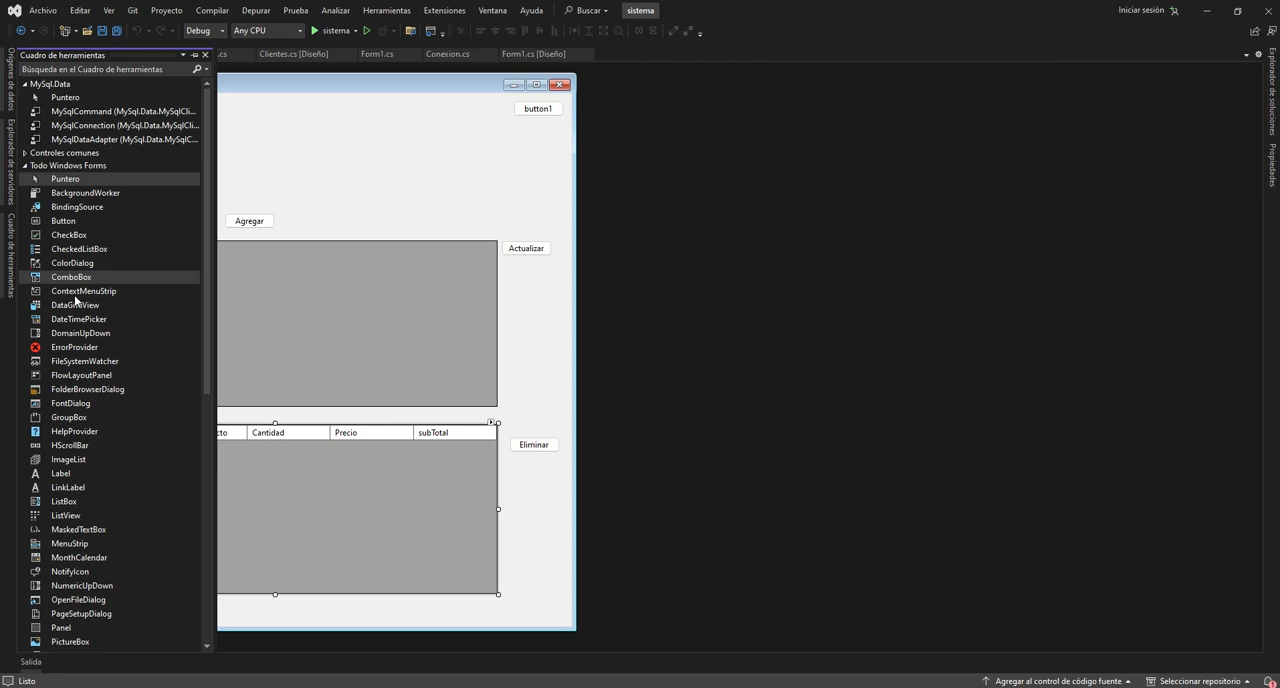 Archivo Editar Ver Git Proyecto Compilar Depurar Prueba Analizar Herramientas Extensiones Ventana Ayuda Buscar sistema Iniciar sesión
Debug Any CPU sistema
Cuadro de herramientas
.cs Clientes.cs [Diseño] Form1.cs Conexion.cs Form1.cs [Diseño]
Búsqueda en el Cuadro de herramientas
MySql.Data
Puntero
MySqlCommand (MySql.Data.MySqlCli...
MySqlConnection (MySql.Data.MySqlCli...
MySqlDataAdapter (MySql.Data.MySqlC...
Controles comunes
Todo Windows Forms
Puntero
BackgroundWorker
BindingSource
Button
CheckBox
CheckedListBox
ColorDialog
ComboBox
ContextMenuStrip
DataGridView
DateTimePicker
DomainUpDown
ErrorProvider
FileSystemWatcher
FlowLayoutPanel
FolderBrowserDialog
FontDialog
GroupBox
HelpProvider
HScrollBar
ImageList
Label
LinkLabel
ListBox
ListView
MaskedTextBox
MenuStrip
MonthCalendar
NotifyIcon
NumericUpDown
OpenFileDialog
PageSetupDialog
Panel
PictureBox
Orígenes de datos
Explorador de servidores
Cuadro de herramientas
button1
Agregar
Actualizar
cto Cantidad Precio subTotal
Eliminar
Explorador de soluciones
Propiedades
Salida
Listo Agregar al control de código fuente Seleccionar repositorio